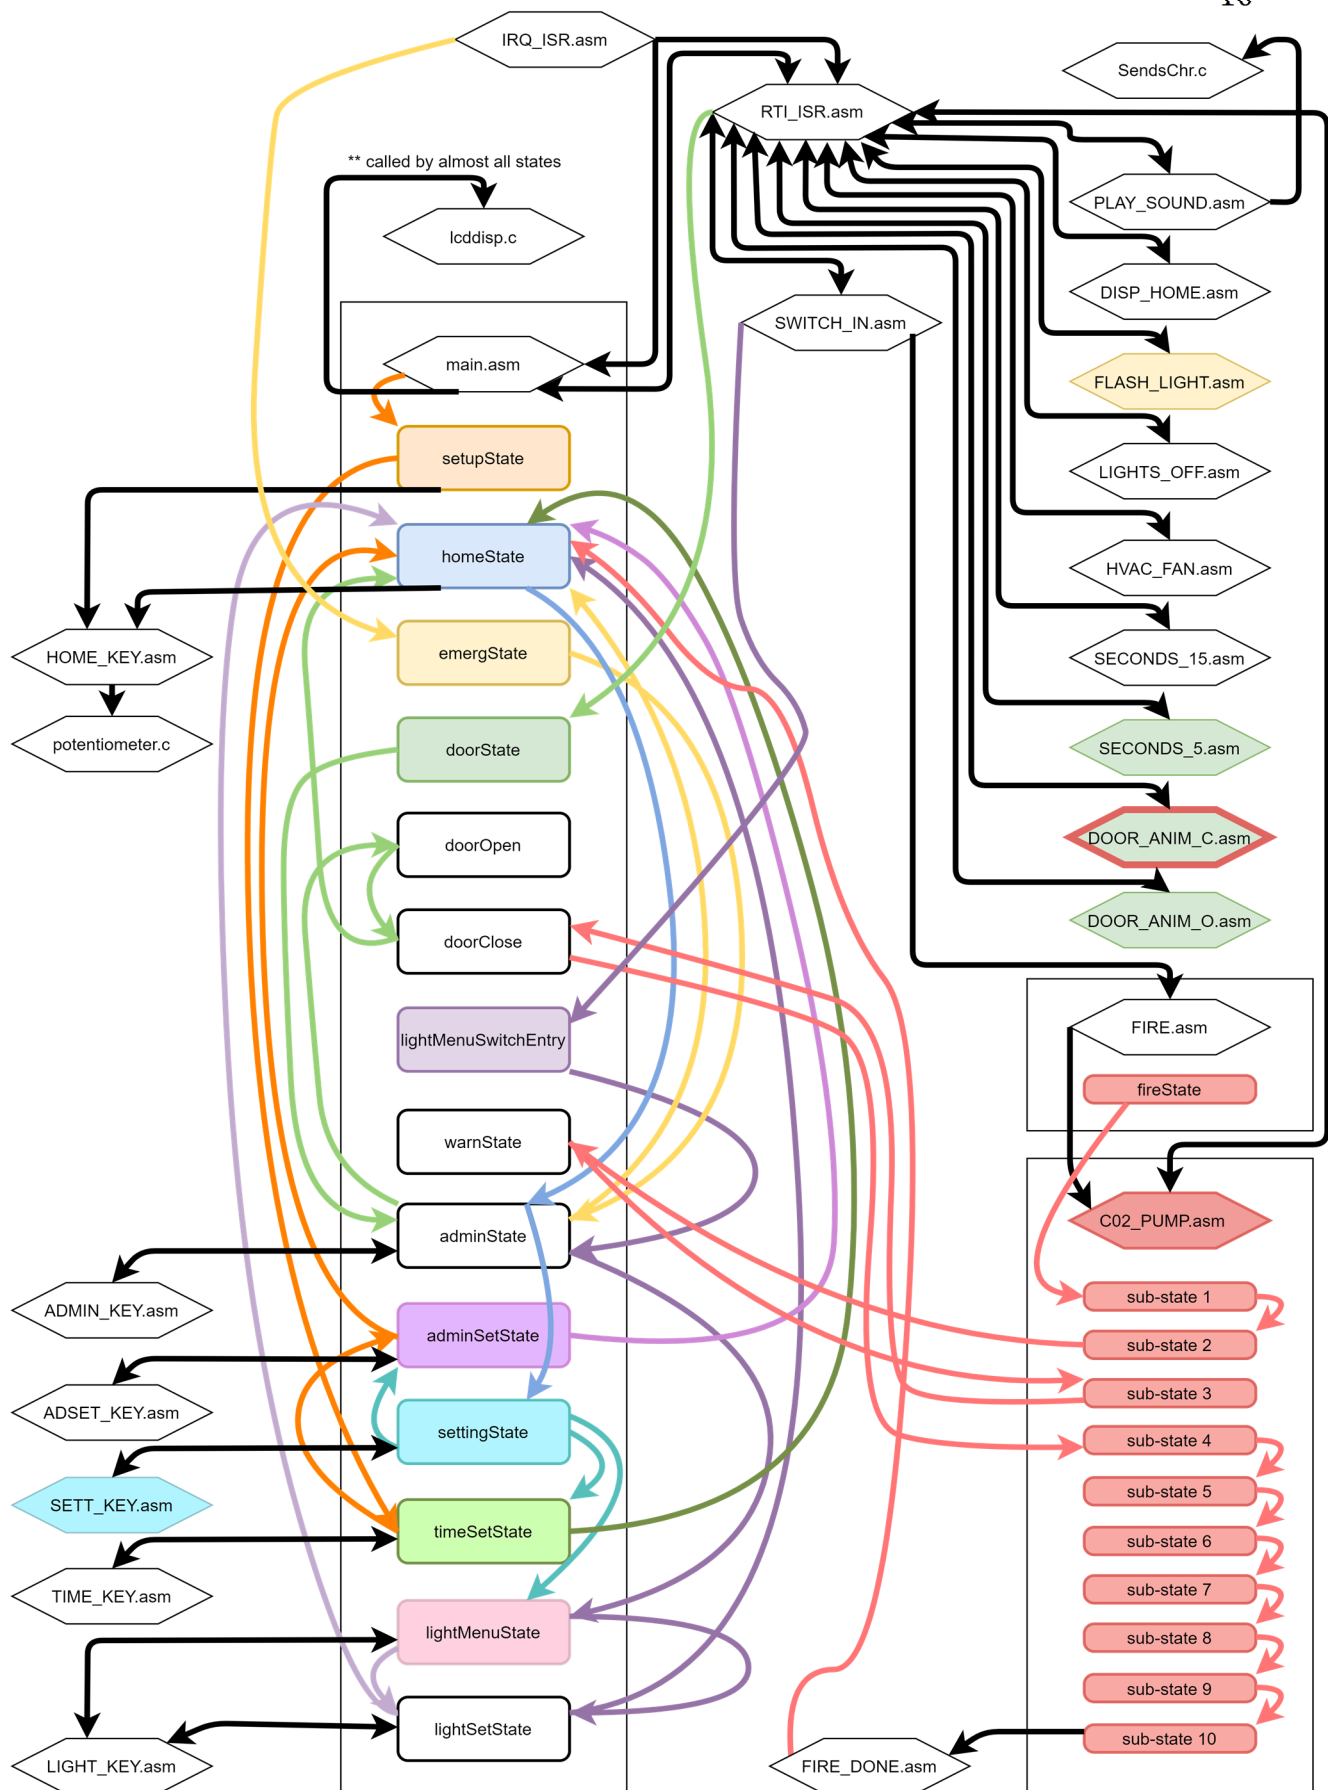 IRQ_ISR.asm
SendsChr.c
RTI_ISR.asm
** called by almost all states
PLAY_SOUND.asm
lcddisp.c
DISP_HOME.asm
SWITCH_IN.asm
main.asm
FLASH_LIGHT.asm
setupState
LIGHTS_OFF.asm
homeState
HVAC_FAN.asm
emergState
HOME_KEY.asm
SECONDS_15.asm
potentiometer.c
doorState
SECONDS_5.asm
doorOpen
DOOR_ANIM_C.asm
doorClose
DOOR_ANIM_O.asm
lightMenuSwitchEntry
FIRE.asm
fireState
warnState
adminState
C02_PUMP.asm
ADMIN_KEY.asm
sub-state 1
adminSetState
sub-state 2
sub-state 3
ADSET_KEY.asm
settingState
sub-state 4
SETT_KEY.asm
sub-state 5
timeSetState
sub-state 6
TIME_KEY.asm
sub-state 7
lightMenuState
sub-state 8
sub-state 9
lightSetState
sub-state 10
LIGHT_KEY.asm
FIRE_DONE.asm